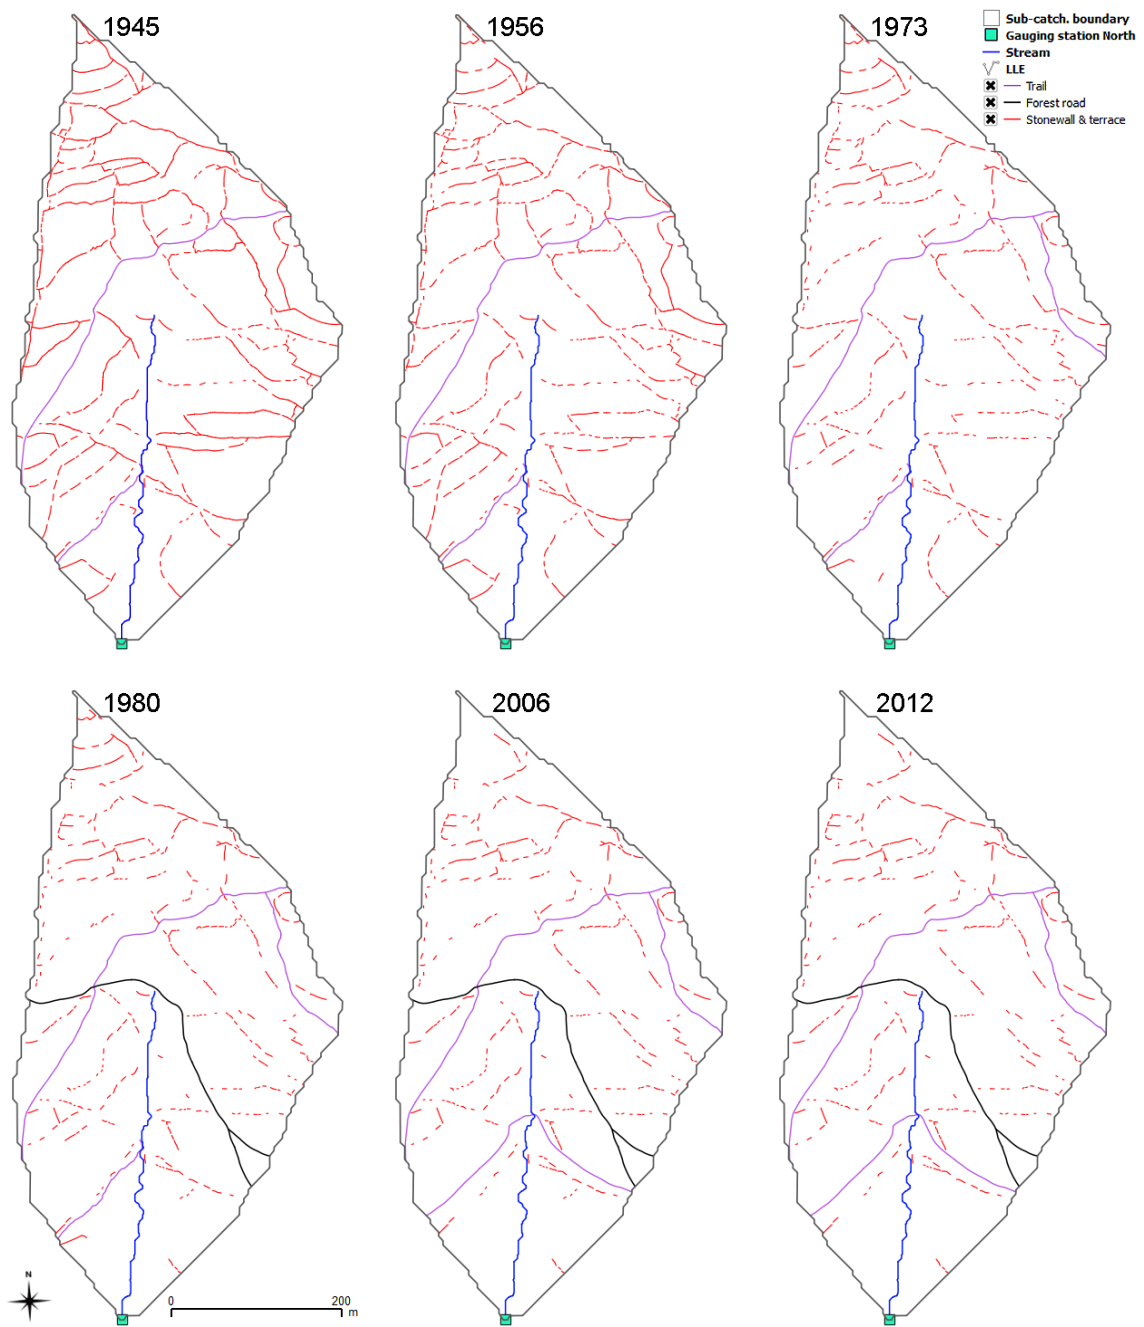 1945
1956
1973
Sub-catch. boundary
Gauging station North
Stream
LLE
Trail
Forest road
Stonewall & terrace
1980
2006
2012
N
0
200
m